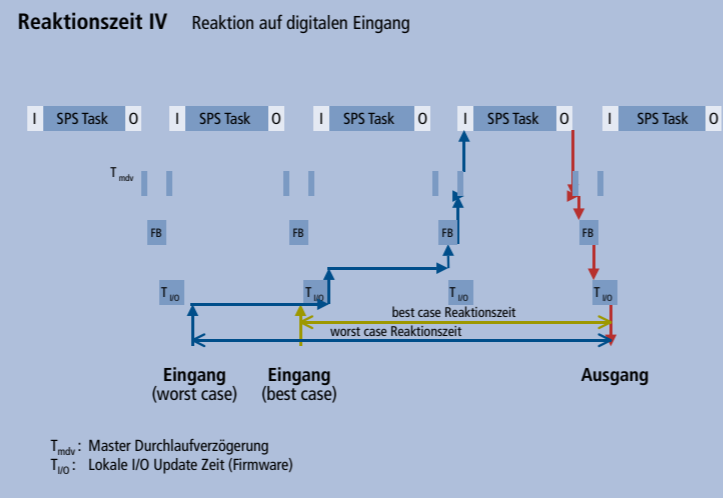 Reaktionszeit IV Reaktion auf digitalen Eingang
I SPS Task O I SPS Task O I SPS Task O I SPS Task O I SPS Task O
Tmdv
FB FB FB FB
TI/O TI/O TI/O TI/O
best case Reaktionszeit
worst case Reaktionszeit
Eingang Eingang Ausgang
(worst case) (best case)
Tmdv : Master Durchlaufverzögerung
TI/O : Lokale I/O Update Zeit (Firmware)